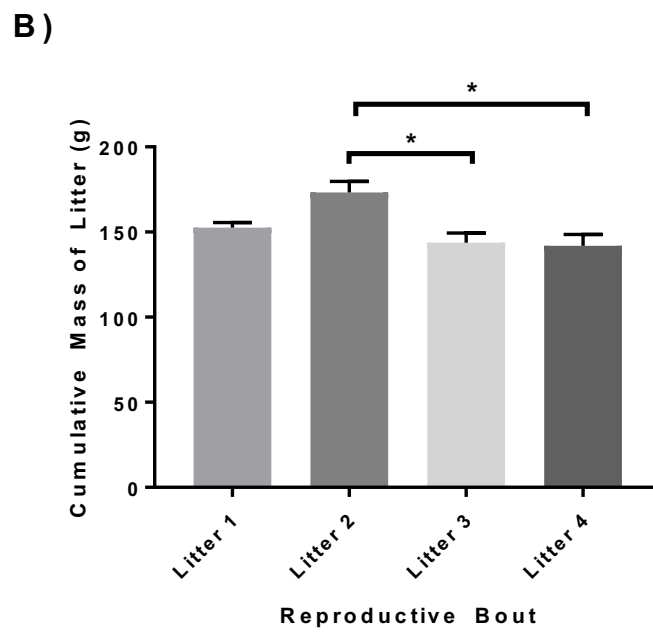 B )
*
*
Cumulative Mass of Litter (g)
200
150
100
50
0
Litter 1
Litter 2
Litter 3
Litter 4
Reproductive Bout